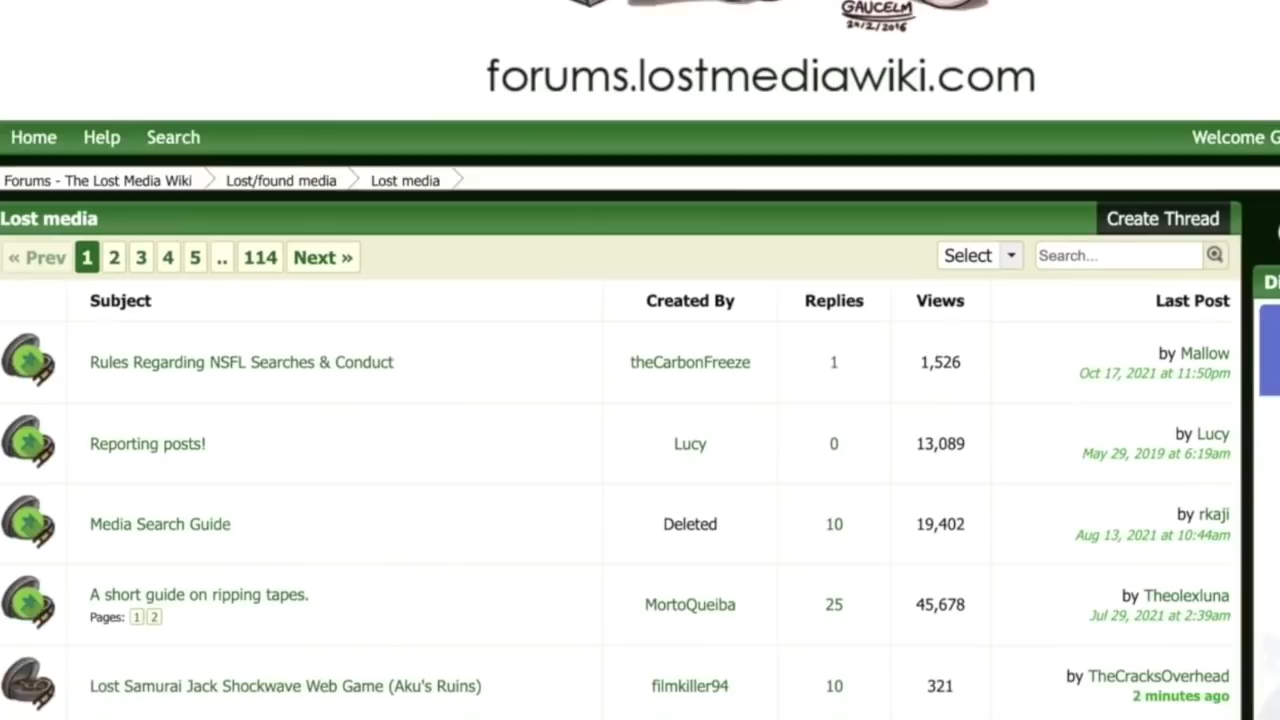 GAUCELM
20/2/2016
forums.lostmediawiki.com
Home Help Search Welcome G
Forums - The Lost Media Wiki Lost/found media Lost media
Lost media Create Thread
« Prev 1 2 3 4 5 .. 114 Next » Select Search...
Di
Subject Created By Replies Views Last Post
Rules Regarding NSFL Searches & Conduct theCarbonFreeze 1 1,526 by Mallow
Oct 17, 2021 at 11:50pm
Reporting posts! Lucy 0 13,089 by Lucy
May 29, 2019 at 6:19am
Media Search Guide Deleted 10 19,402 by rkaji
Aug 13, 2021 at 10:44am
A short guide on ripping tapes. MortoQueiba 25 45,678 by Theolexluna
Pages: 1 2 Jul 29, 2021 at 2:39am
Lost Samurai Jack Shockwave Web Game (Aku's Ruins) filmkiller94 10 321 by TheCracksOverhead
2 minutes ago